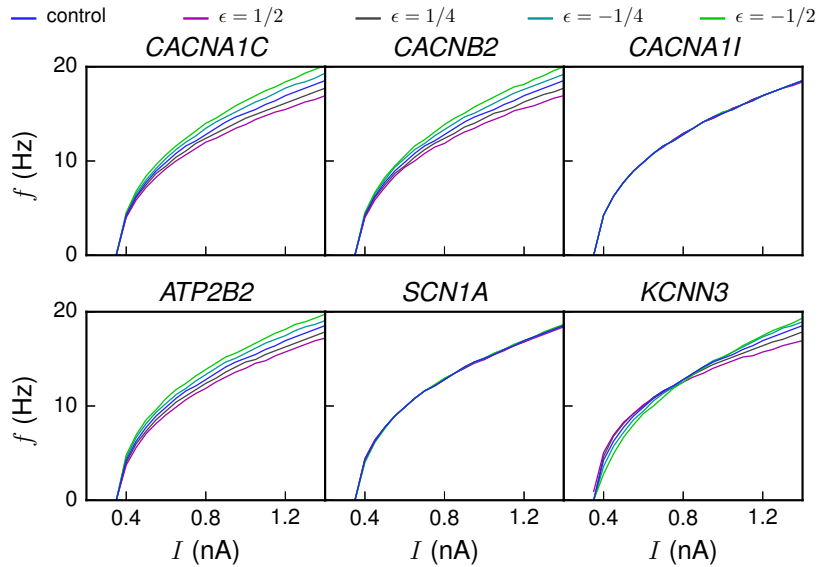 control ϵ = 1/2 ϵ = 1/4 ϵ = −1/4 ϵ = −1/2
CACNA1C CACNB2 CACNA1I
20
10
0
f (Hz)
ATP2B2 SCN1A KCNN3
20
10
0
f (Hz)
0.4 0.8 1.2 0.4 0.8 1.2 0.4 0.8 1.2
I (nA) I (nA) I (nA)